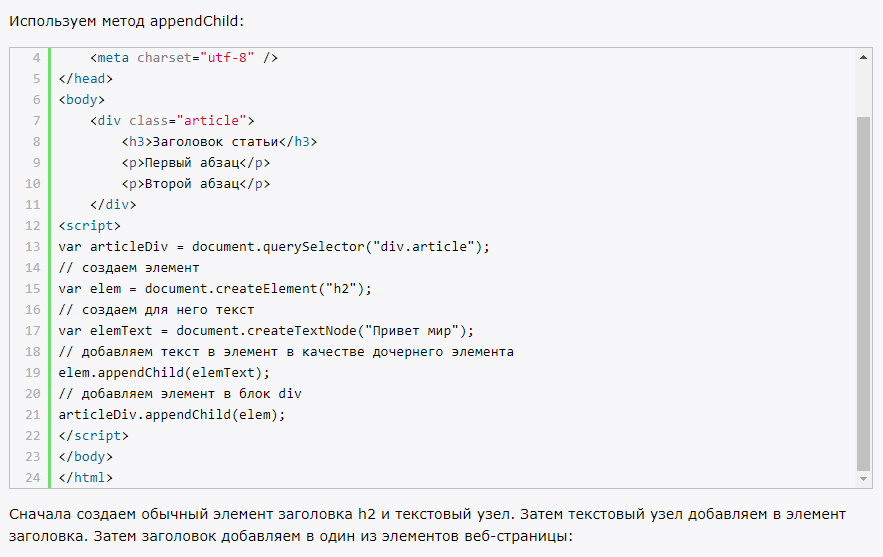 Используем метод appendChild:
4     <meta charset="utf-8" />
5 </head>
6 <body>
7     <div class="article">
8         <h3>Заголовок статьи</h3>
9         <p>Первый абзац</p>
10         <p>Второй абзац</p>
11     </div>
12 <script>
13 var articleDiv = document.querySelector("div.article");
14 // создаем элемент
15 var elem = document.createElement("h2");
16 // создаем для него текст
17 var elemText = document.createTextNode("Привет мир");
18 // добавляем текст в элемент в качестве дочернего элемента
19 elem.appendChild(elemText);
20 // добавляем элемент в блок div
21 articleDiv.appendChild(elem);
22 </script>
23 </body>
24 </html>
Сначала создаем обычный элемент заголовка h2 и текстовый узел. Затем текстовый узел добавляем в элемент
заголовка. Затем заголовок добавляем в один из элементов веб-страницы: